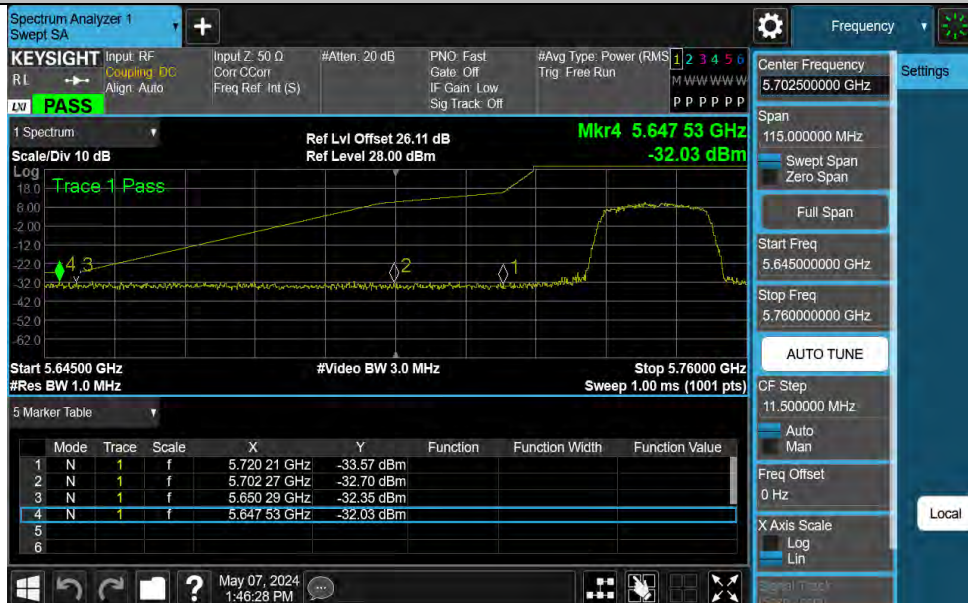 Spectrum Analyzer 1
Swept SA
+
Frequency
KEYSIGHT
RL
LXI
PASS
Input: RF
Coupling: DC
Align: Auto
Input Z: 50 Ω
Corr CCorr
Freq Ref: Int (S)
#Atten: 20 dB
PNO: Fast
Gate: Off
IF Gain: Low
Sig Track: Off
#Avg Type: Power (RMS
Trig: Free Run
1 2 3 4 5 6
M W W W W W
P P P P P P
1 Spectrum
Scale/Div 10 dB
Ref Lvl Offset 26.11 dB
Ref Level 28.00 dBm
Mkr4 5.647 53 GHz
-32.03 dBm
Log
Trace 1 Pass
18.0
8.00
-2.00
-12.0
-22.0
-32.0
-42.0
-52.0
-62.0
4 3
2
1
Start 5.64500 GHz
#Res BW 1.0 MHz
#Video BW 3.0 MHz
Stop 5.76000 GHz
Sweep 1.00 ms (1001 pts)
5 Marker Table
Mode Trace Scale X Y Function Function Width Function Value
1 N 1 f 5.720 21 GHz -33.57 dBm
2 N 1 f 5.702 27 GHz -32.70 dBm
3 N 1 f 5.650 29 GHz -32.35 dBm
4 N 1 f 5.647 53 GHz -32.03 dBm
5
6
?
May 07, 2024
1:46:28 PM
Center Frequency
5.702500000 GHz
Span
115.000000 MHz
Swept Span
Zero Span
Full Span
Start Freq
5.645000000 GHz
Stop Freq
5.760000000 GHz
AUTO TUNE
CF Step
11.500000 MHz
Auto
Man
Freq Offset
0 Hz
X Axis Scale
Log
Lin
Signal Track
Settings
Local